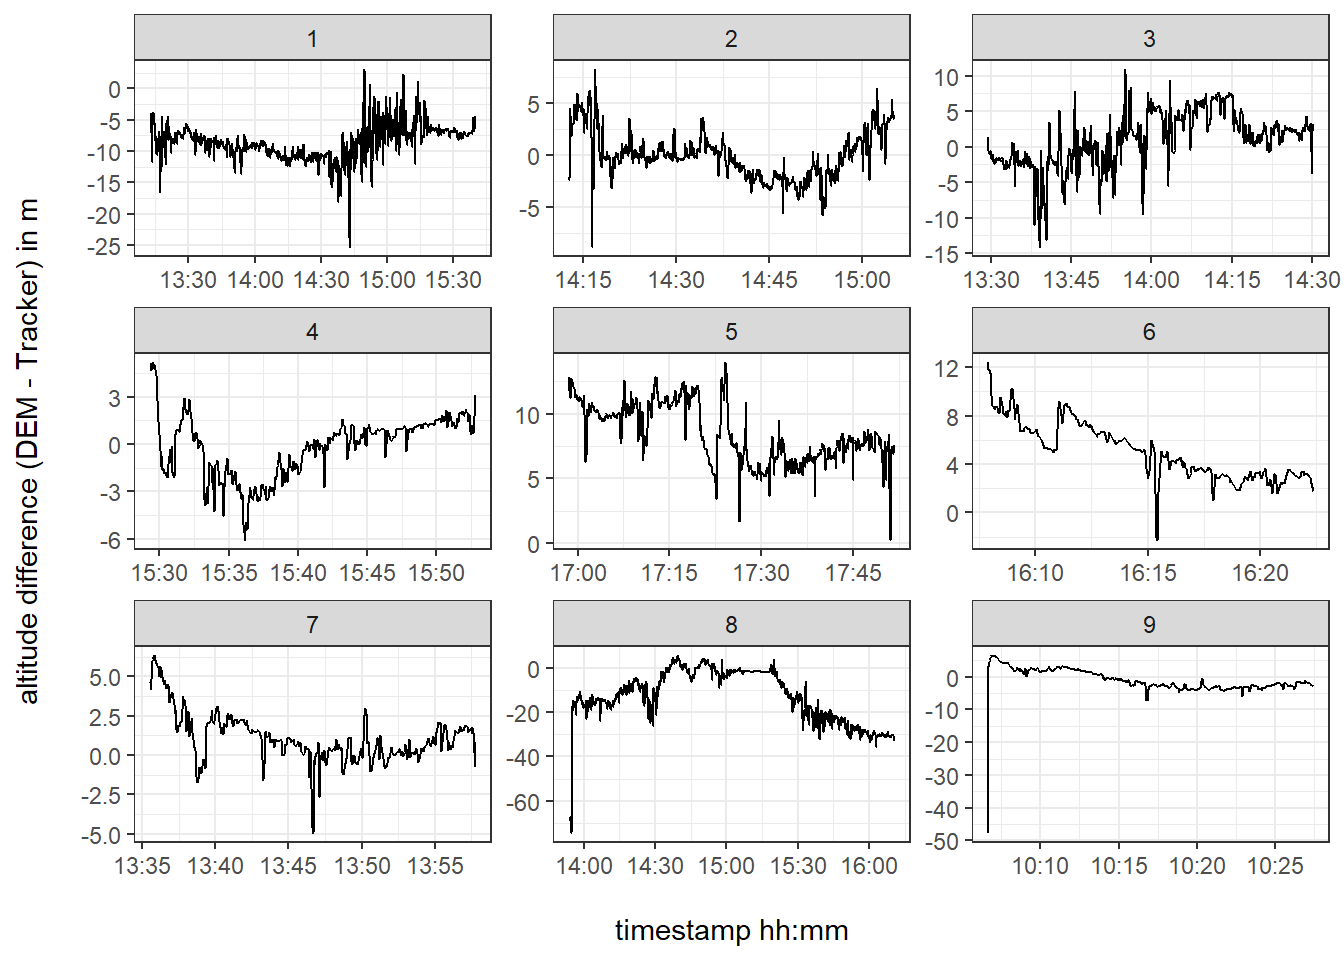 1 2 3
0
-5
-10
-15
-20
-25
13:30 14:00 14:30 15:00 15:30
5
0
-5
14:15 14:30 14:45 15:00
10
5
0
-5
-10
-15
13:30 13:45 14:00 14:15 14:30
4 5 6
3
0
-3
-6
15:30 15:35 15:40 15:45 15:50
10
5
0
17:00 17:15 17:30 17:45
12
8
4
0
16:10 16:15 16:20
7 8 9
5.0
2.5
0.0
-2.5
-5.0
13:35 13:40 13:45 13:50 13:55
0
-20
-40
-60
14:00 14:30 15:00 15:30 16:00
0
-10
-20
-30
-40
-50
10:10 10:15 10:20 10:25
altitude difference (DEM - Tracker) in m
timestamp hh:mm